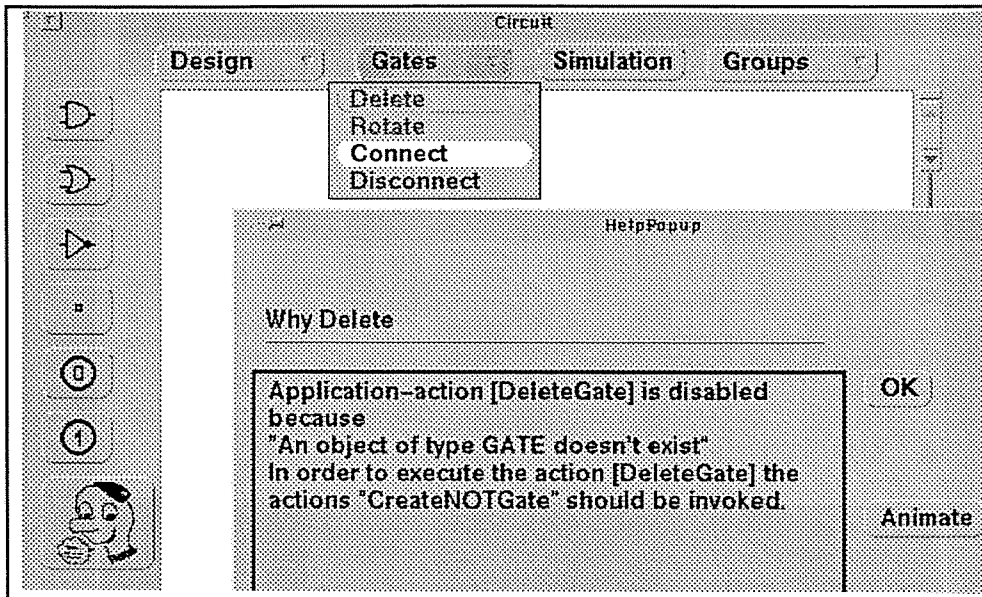 Circuit
Design Gates Simulation Groups
Delete
Rotate
Connect
Disconnect
HelpPopup
Why Delete
Application-action [DeleteGate] is disabled
because
"An object of type GATE doesn't exist"
In order to execute the action [DeleteGate] the
actions "CreateNOTGate" should be invoked.
OK
Animate
0
1